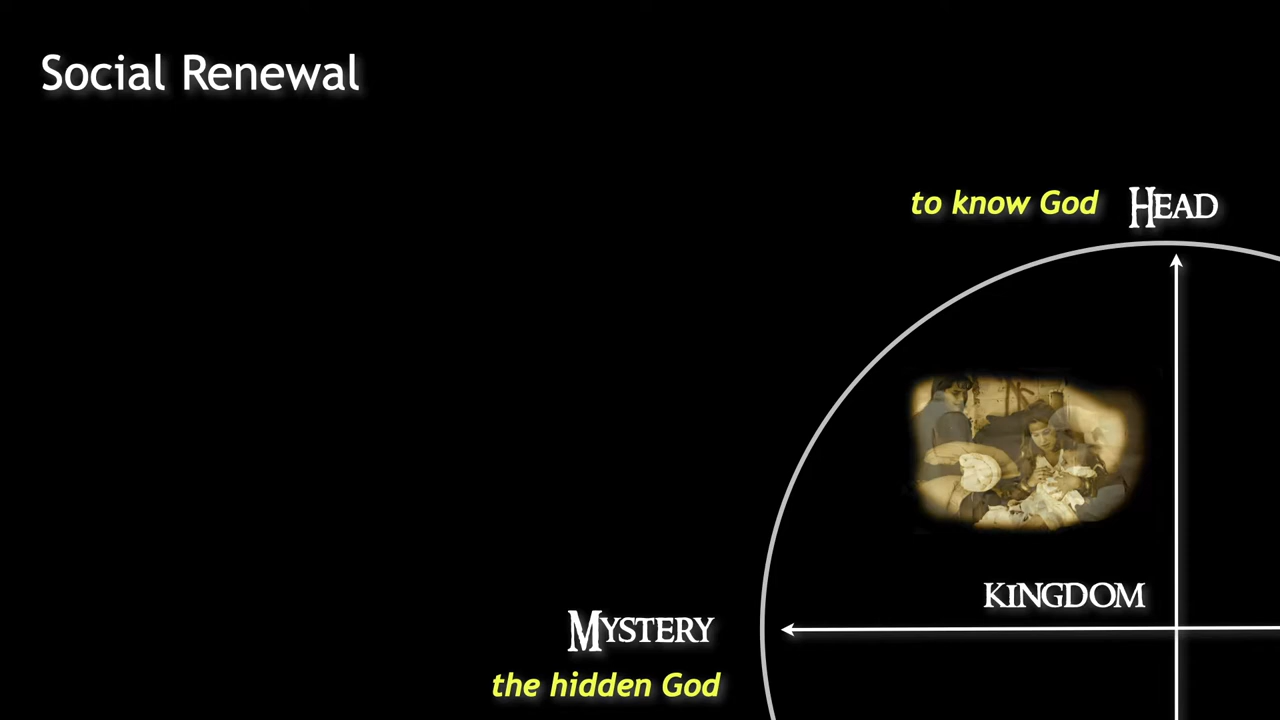 Social Renewal
to know God HEAD
KINGDOM
MYSTERY
the hidden God